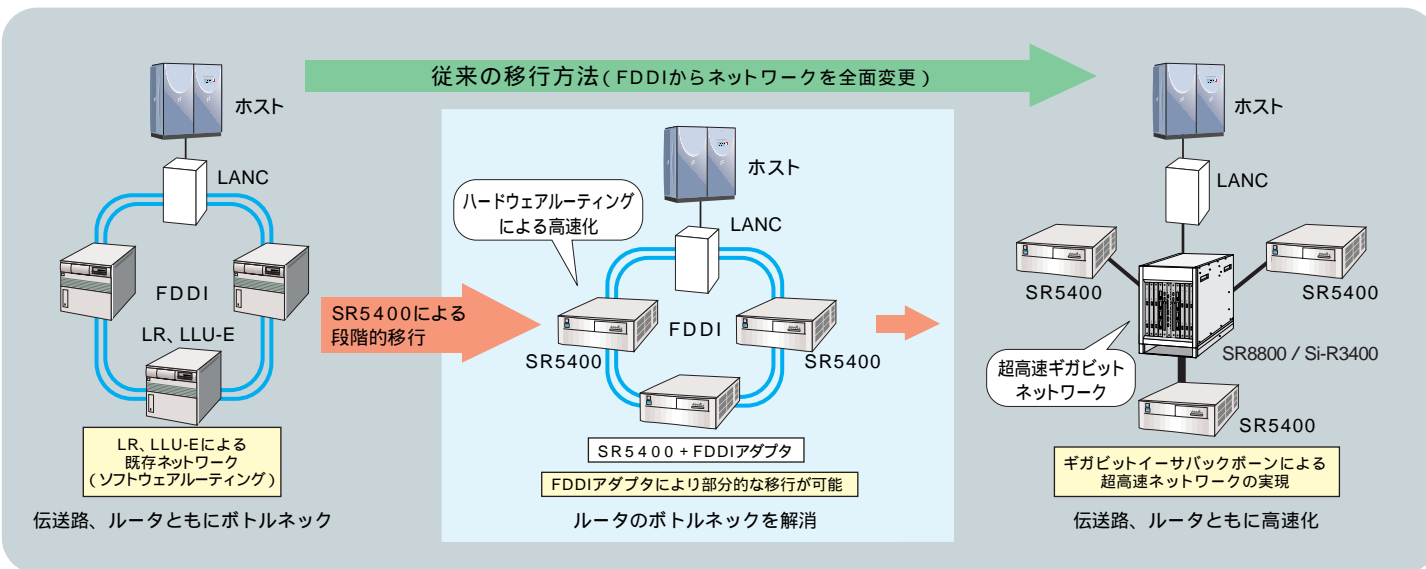 従来の移行方法(FDDIからネットワークを全面変更)
ホスト
LANC
FDDI
LR、LLU-E
LR、LLU-Eによる
既存ネットワーク
(ソフトウェアルーティング)
伝送路、ルータともにボトルネック
SR5400による
段階的移行
ホスト
ハードウェアルーティング
による高速化
LANC
FDDI
SR5400
SR5400
SR5400+FDDIアダプタ
FDDIアダプタにより部分的な移行が可能
ルータのボトルネックを解消
ホスト
LANC
SR5400
SR5400
SR8800 / Si-R3400
超高速ギガビット
ネットワーク
SR5400
ギガビットイーサバックボーンによる
超高速ネットワークの実現
伝送路、ルータともに高速化